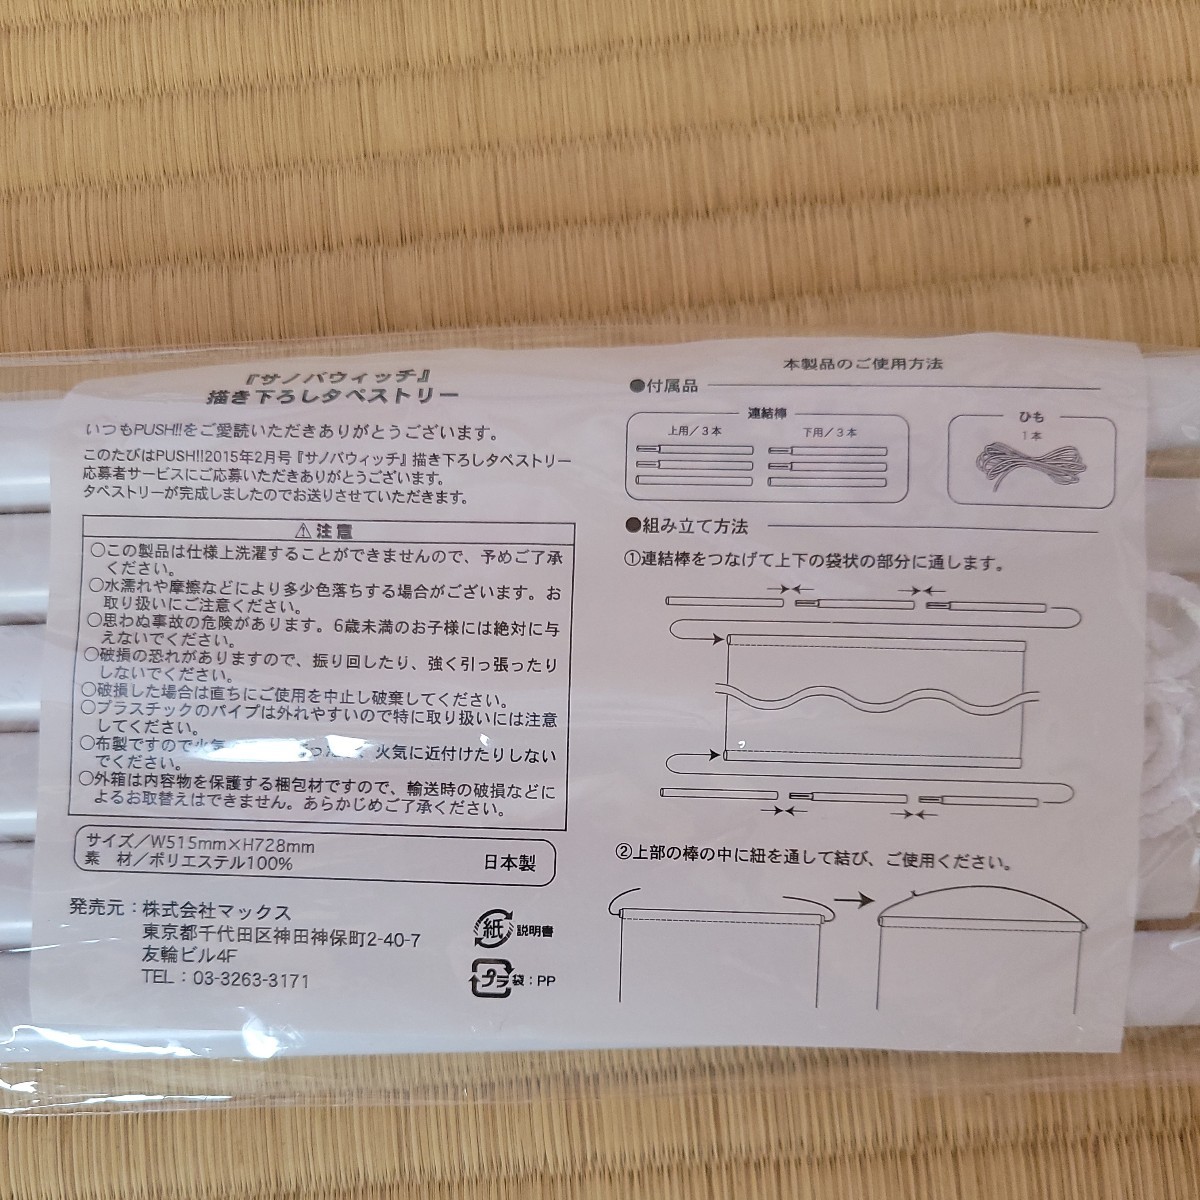 『サノバウィッチ』
描き下ろしタペストリー
いつもPUSH!!をご愛読いただきありがとうございます。
このたびはPUSH!!2015年2月号『サノバウィッチ』描き下ろしタペストリー
応募者サービスにご応募いただきありがとうございます。
タペストリーが完成しましたのでお送りさせていただきます。
⚠注意
○この製品は仕様上洗濯することができませんので、予めご了承
ください。
○水濡れや摩擦などにより多少色落ちする場合がございます。お
取り扱いにご注意ください。
○思わぬ事故の危険があります。6歳未満のお子様には絶対に与
えないでください。
○破損の恐れがありますので、振り回したり、強く引っ張ったり
しないでください。
○破損した場合は直ちにご使用を中止し破棄してください。
○プラスチックのパイプは外れやすいので特に取り扱いには注意
してください。
○布製ですので火気 火気に近付けたりしない
でください。
○外箱は内容物を保護する梱包材ですので、輸送時の破損などに
よるお取替えはできません。あらかじめご了承ください。
サイズ/W515mm×H728mm
素 材/ポリエステル100%
日本製
発売元：株式会社マックス
東京都千代田区神田神保町2-40-7
友輪ビル4F
TEL：03-3263-3171
紙 説明書
プラ 袋：PP
本製品のご使用方法
●付属品
連結棒
上用/3本
下用/3本
ひも
1本
●組み立て方法
①連結棒をつなげて上下の袋状の部分に通します。
②上部の棒の中に紐を通して結び、ご使用ください。